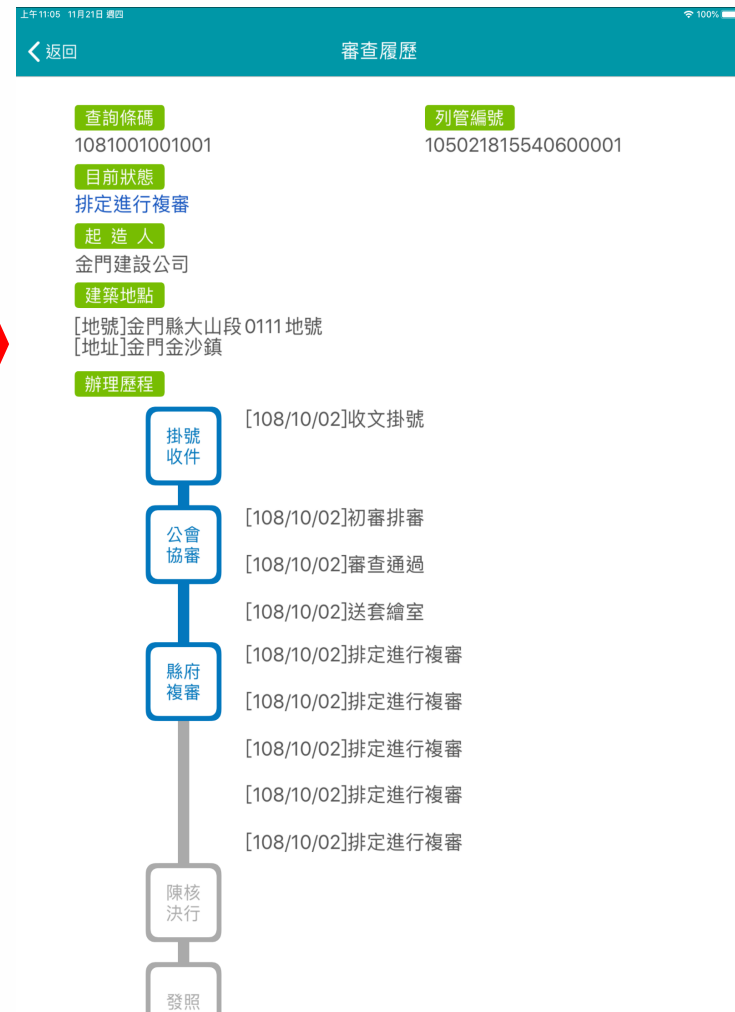 上午11:05 11月21日 週四 100%
返回 審查履歷
查詢條碼 列管編號
1081001001001 105021815540600001
目前狀態
排定進行複審
起 造 人
金門建設公司
建築地點
[地號]金門縣大山段0111地號
[地址]金門金沙鎮
辦理歷程
掛號
收件
[108/10/02]收文掛號
公會
協審
[108/10/02]初審排審
[108/10/02]審查通過
[108/10/02]送套繪室
縣府
複審
[108/10/02]排定進行複審
[108/10/02]排定進行複審
[108/10/02]排定進行複審
[108/10/02]排定進行複審
[108/10/02]排定進行複審
陳核
決行
發照